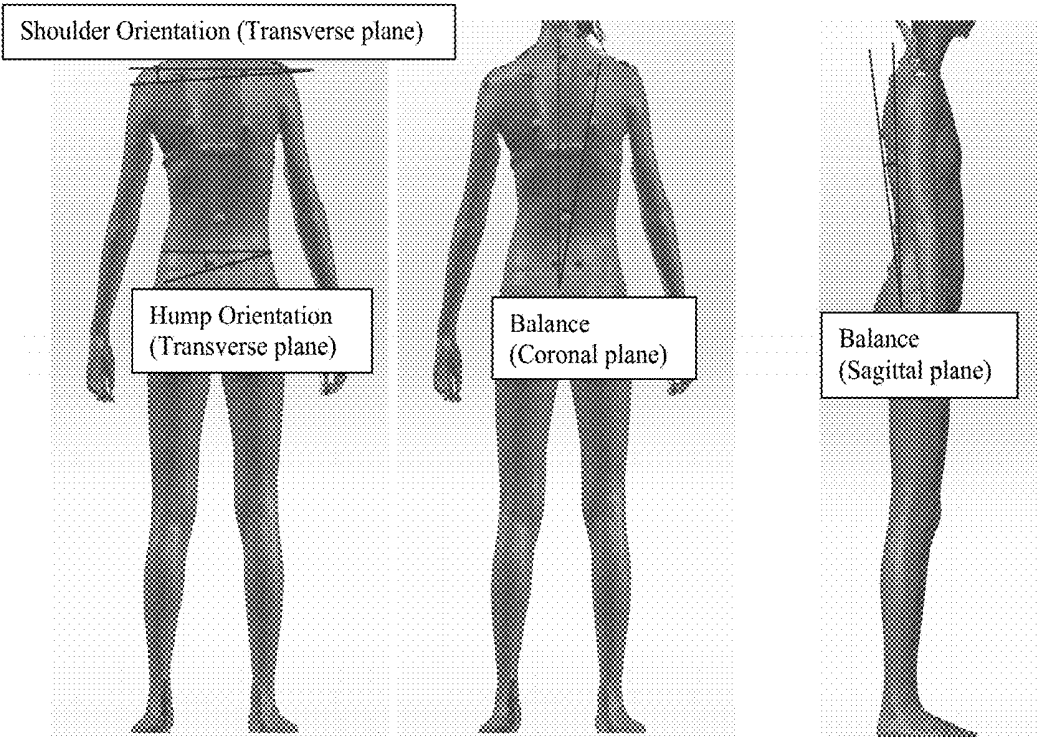 Shoulder Orientation (Transverse plane)
Hump Orientation
(Transverse plane)
Balance
(Coronal plane)
Balance
(Sagittal plane)